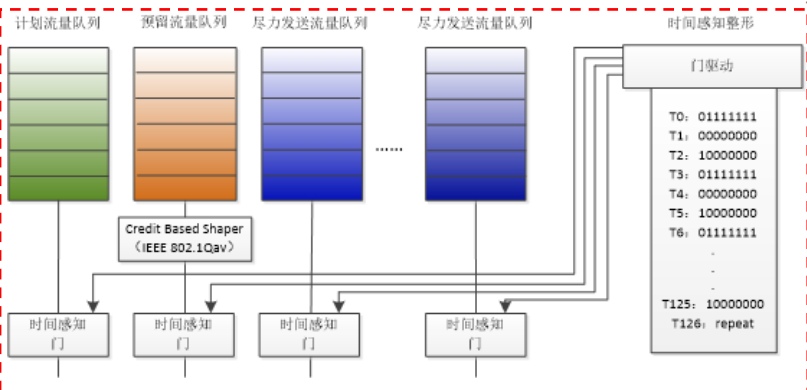 计划流量队列
预留流量队列
尽力发送流量队列
尽力发送流量队列
时间感知整形
门驱动
T0: 01111111
T1: 00000000
T2: 10000000
T3: 01111111
T4: 00000000
T5: 10000000
T6: 01111111
.
.
.
T125: 10000000
T126: repeat
……
Credit Based Shaper
（IEEE 802.1Qav）
时间感知
门
时间感知
门
时间感知
门
时间感知
门